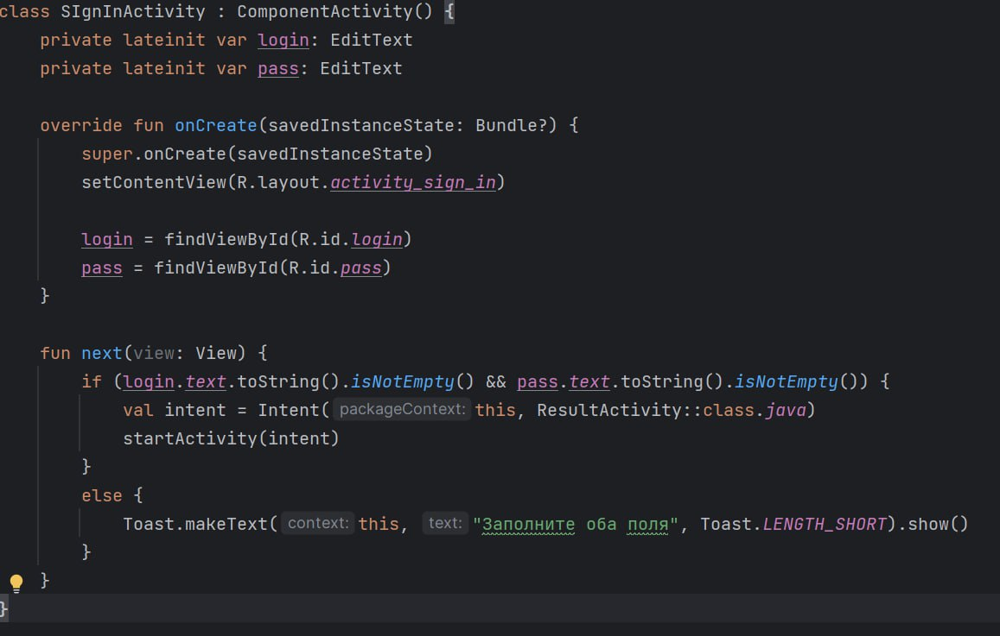 class SIgnInActivity : ComponentActivity() {
private lateinit var login: EditText
private lateinit var pass: EditText
override fun onCreate(savedInstanceState: Bundle?) {
super.onCreate(savedInstanceState)
setContentView(R.layout.activity_sign_in)
login = findViewById(R.id.login)
pass = findViewById(R.id.pass)
}
fun next(view: View) {
if (login.text.toString().isNotEmpty() && pass.text.toString().isNotEmpty()) {
val intent = Intent( packageContext: this, ResultActivity::class.java)
startActivity(intent)
}
else {
Toast.makeText( context: this, text: "Заполните оба поля", Toast.LENGTH_SHORT).show()
}
}
}